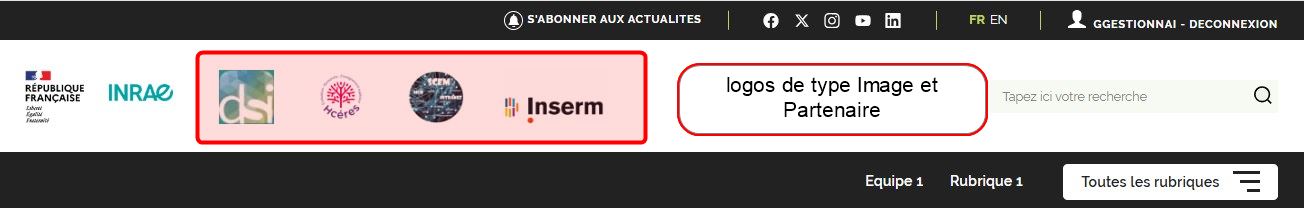 S'ABONNER AUX ACTUALITES
FR EN
GGESTIONNAI - DECONNEXION
RÉPUBLIQUE
FRANÇAISE
Liberté
Égalité
Fraternité
INRAE
dsi
Hcéres
Inserm
logos de type Image et
Partenaire
Tapez ici votre recherche
Equipe 1
Rubrique 1
Toutes les rubriques